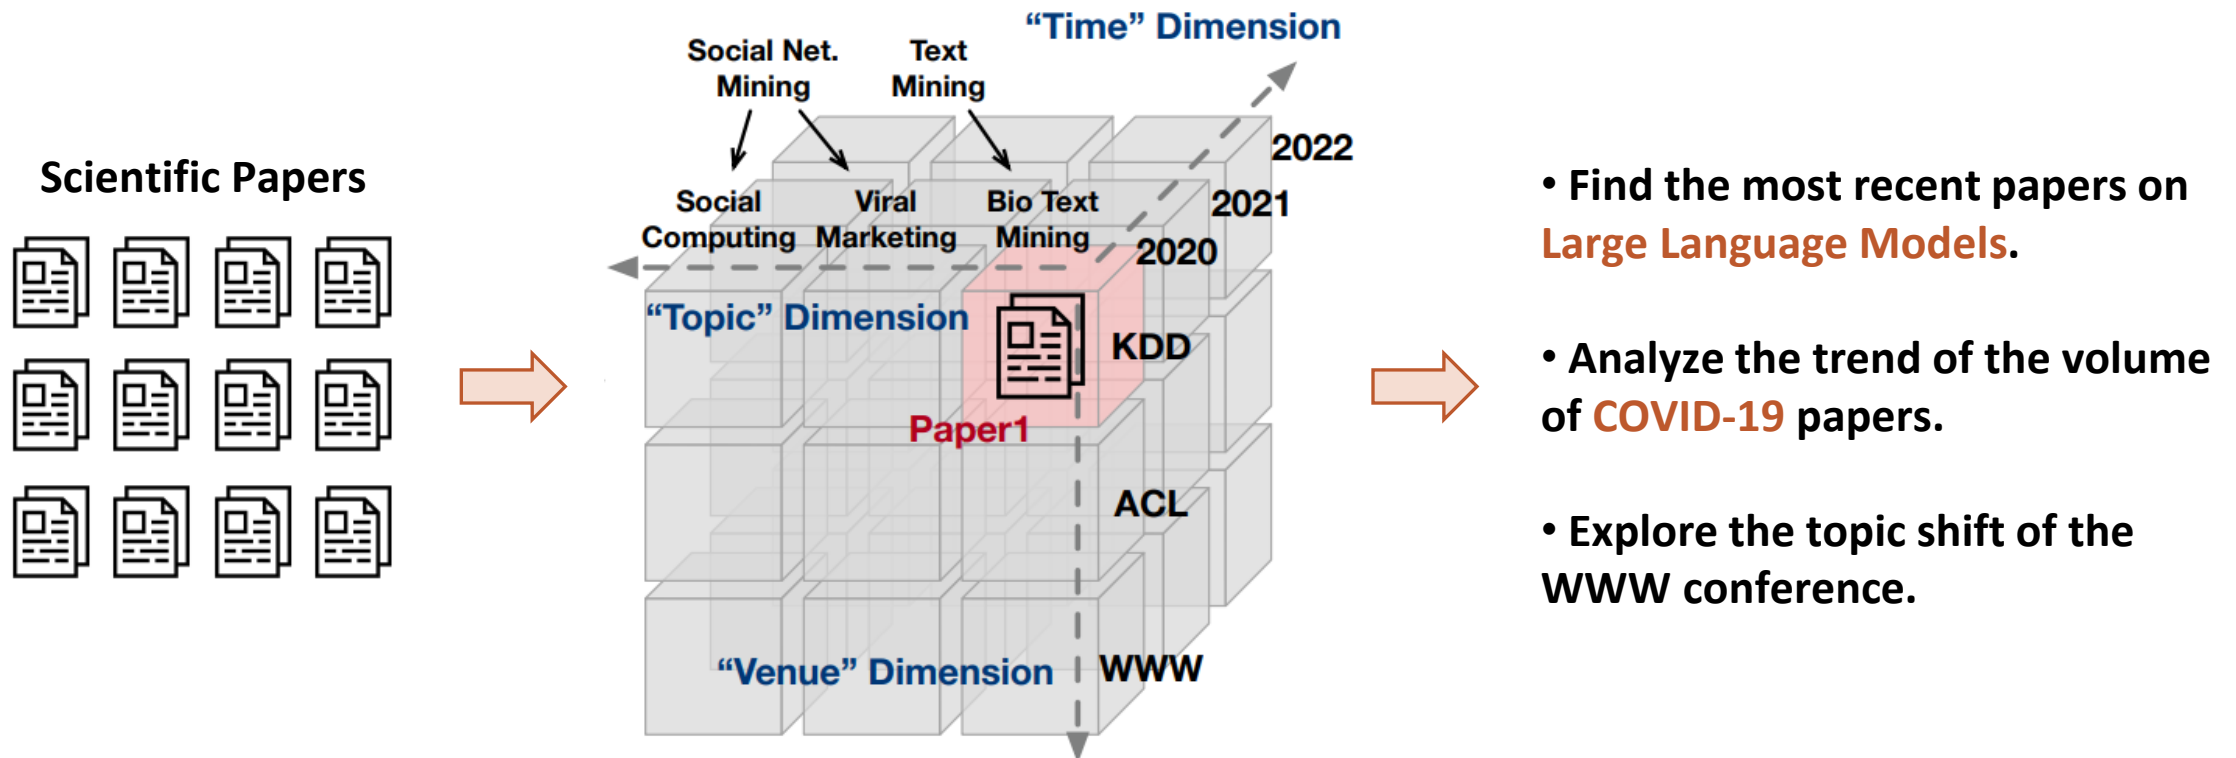 Scientific Papers
“Time” Dimension
Social Net.
Mining
Text
Mining
2022
2021
2020
Social
Computing
Viral
Marketing
Bio Text
Mining
“Topic” Dimension
KDD
Paper1
ACL
“Venue” Dimension
WWW
• Find the most recent papers on
Large Language Models.
• Analyze the trend of the volume
of COVID-19 papers.
• Explore the topic shift of the
WWW conference.